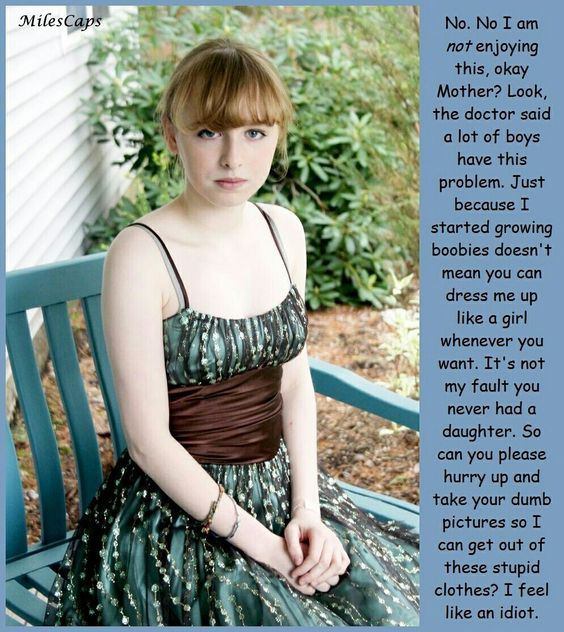 MilesCaps
No. No I am
not enjoying
this, okay
Mother? Look,
the doctor said
a lot of boys
have this
problem. Just
because I
started growing
boobies doesn't
mean you can
dress me up
like a girl
whenever you
want. It's not
my fault you
never had a
daughter. So
can you please
hurry up and
take your dumb
pictures so I
can get out of
these stupid
clothes? I feel
like an idiot.